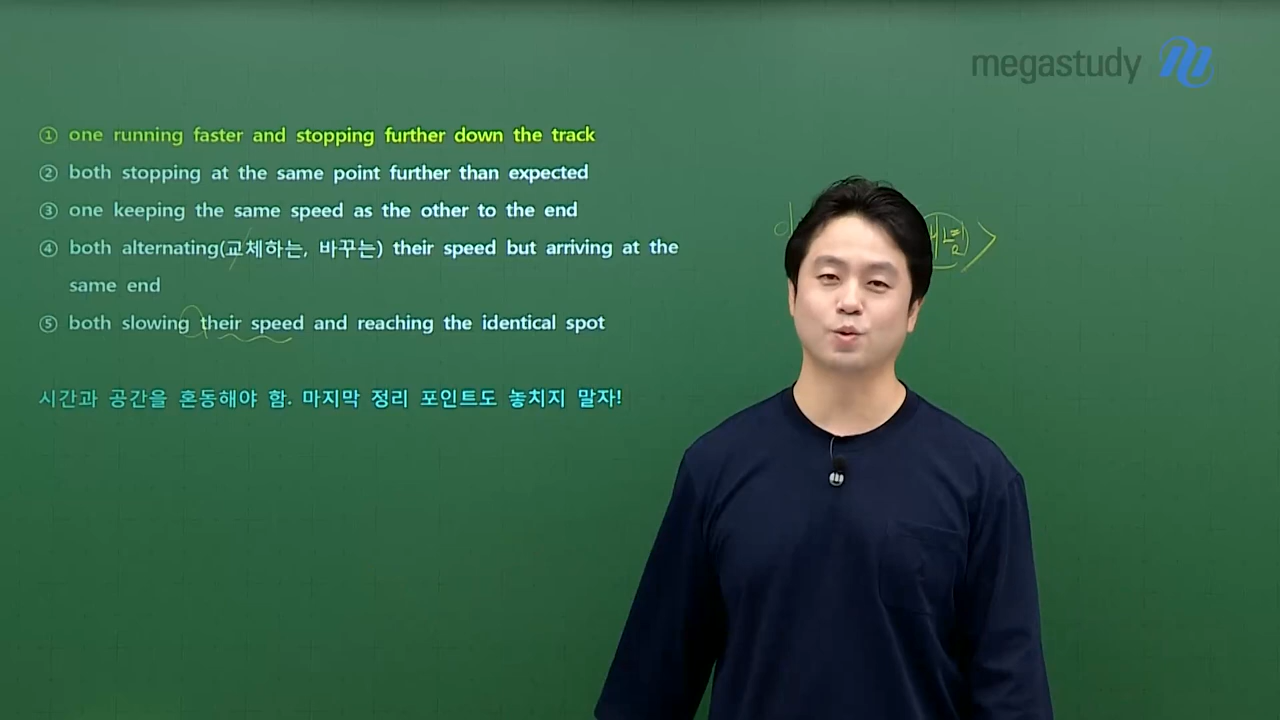 megastudy
① one running faster and stopping further down the track
② both stopping at the same point further than expected
③ one keeping the same speed as the other to the end
④ both alternating(교체하는, 바꾸는) their speed but arriving at the
same end
⑤ both slowing their speed and reaching the identical spot
시간과 공간을 혼동해야 함. 마지막 정리 포인트도 놓치지 말자!